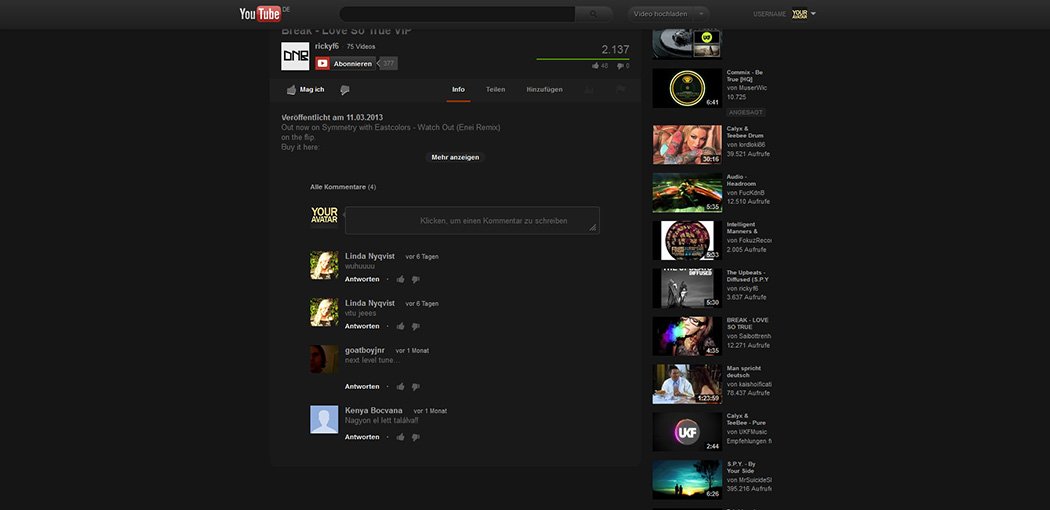 YouTube DE
Video hochladen
USERNAME
YOUR AVATAR
Break - Love So True VIP
rickyf6 75 Videos
DNB
Abonnieren 377
2.137
48 0
Mag ich
Info Teilen Hinzufügen
Veröffentlicht am 11.03.2013
Out now on Symmetry with Eastcolors - Watch Out (Enei Remix)
on the flip.
Buy it here:
Mehr anzeigen
Alle Kommentare (4)
YOUR
AVATAR
Klicken, um einen Kommentar zu schreiben
Linda Nyqvist vor 6 Tagen
wuhuuuu
Antworten ·
Linda Nyqvist vor 6 Tagen
vitu jeees
Antworten ·
goatboyjnr vor 1 Monat
next level tune...
Antworten ·
Kenya Bocvana vor 1 Monat
Nagyon el lett találva!!
Antworten ·
UKF
Commix - Be
True [HQ]
von MuserWic
10.725
ANGESAGT
6:41
Calyx &
Teebee Drum
von lordloki86
39.521 Aufrufe
30:16
Audio -
Headroom
von FucKdnB
12.510 Aufrufe
5:35
Intelligent
Manners &
von FokuzRecor
2.005 Aufrufe
5:33
The Upbeats -
Diffused (S.P.Y
von rickyf6
3.637 Aufrufe
DIFFUSED
5:30
BREAK - LOVE
SO TRUE
von Saibottrenh
12.271 Aufrufe
4:35
Man spricht
deutsch
von kaishoificati
78.437 Aufrufe
1:23:59
Calyx &
TeeBee - Pure
von UKFMusic
Empfehlungen fü
UKF
2:44
S.P.Y. - By
Your Side
von MrSuicideSh
395.216 Aufrufe
6:26